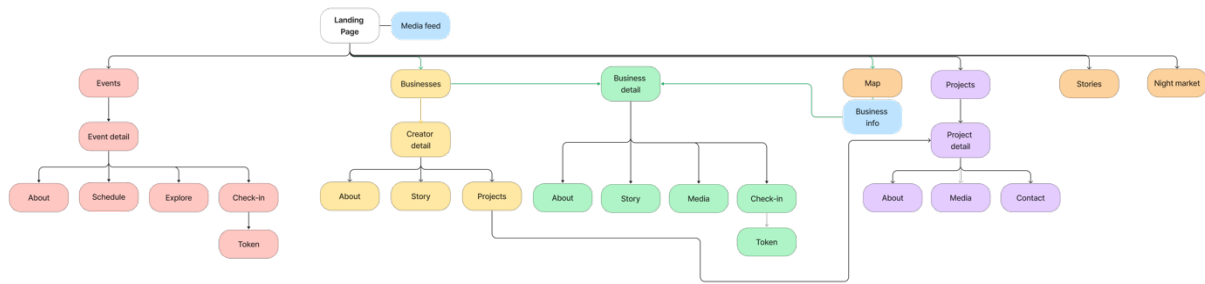 Landing
Page
Media feed
Events
Businesses
Business
detail
Map
Projects
Stories
Night market
Business
info
Event detail
Creator
detail
Project
detail
About
Schedule
Explore
Check-in
About
Story
Projects
About
Story
Media
Check-in
About
Media
Contact
Token
Token